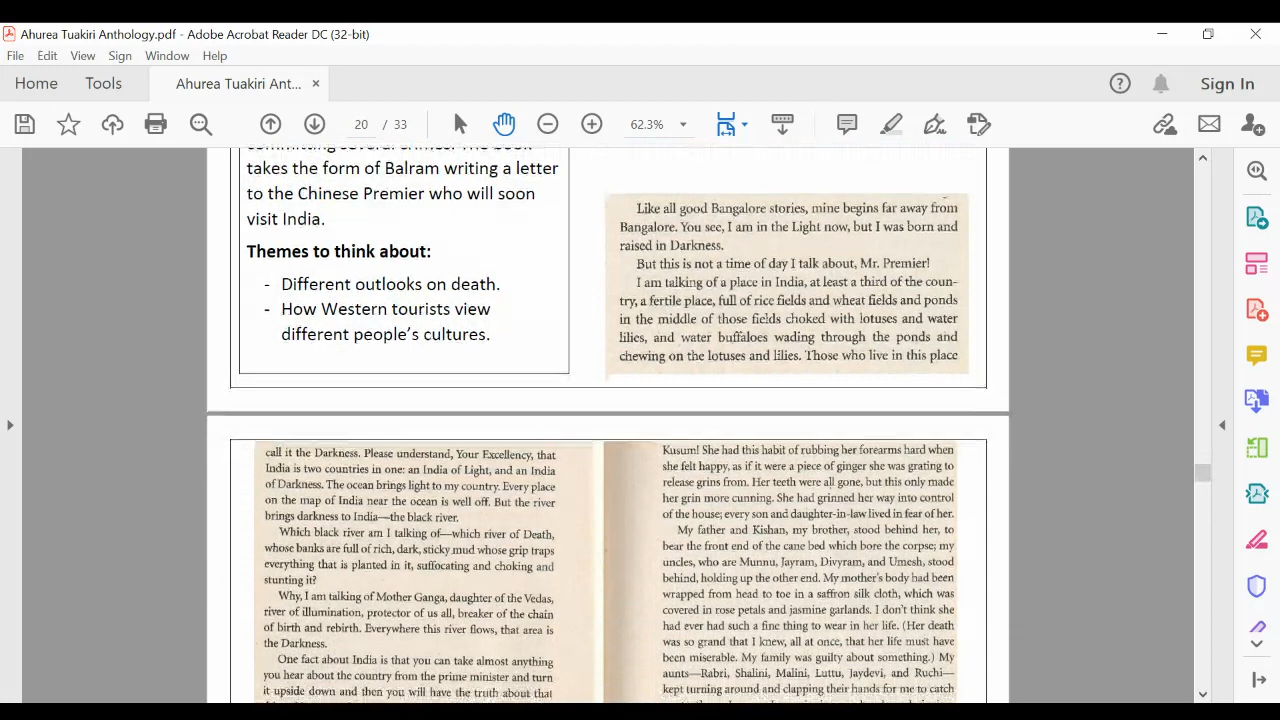 Ahurea Tuakiri Anthology.pdf - Adobe Acrobat Reader DC (32-bit)
File Edit View Sign Window Help
Home Tools Ahurea Tuakiri Ant... × Sign In
20 / 33 62.3%
takes the form of Balram writing a letter
to the Chinese Premier who will soon
visit India.
Themes to think about:
- Different outlooks on death.
- How Western tourists view
different people's cultures.
Like all good Bangalore stories, mine begins far away from
Bangalore. You see, I am in the Light now, but I was born and
raised in Darkness.
But this is not a time of day I talk about, Mr. Premier!
I am talking of a place in India, at least a third of the coun-
try, a fertile place, full of rice fields and wheat fields and ponds
in the middle of those fields choked with lotuses and water
lilies, and water buffaloes wading through the ponds and
chewing on the lotuses and lilies. Those who live in this place
call it the Darkness. Please understand, Your Excellency, that
India is two countries in one: an India of Light, and an India
of Darkness. The ocean brings light to my country. Every place
on the map of India near the ocean is well off. But the river
brings darkness to India—the black river.
Which black river am I talking of—which river of Death,
whose banks are full of rich, dark, sticky mud whose grip traps
everything that is planted in it, suffocating and choking and
stunting it?
Why, I am talking of Mother Ganga, daughter of the Vedas,
river of illumination, protector of us all, breaker of the chain
of birth and rebirth. Everywhere this river flows, that area is
the Darkness.
One fact about India is that you can take almost anything
you hear about the country from the prime minister and turn
it upside down and then you will have the truth about that
Kusum! She had this habit of rubbing her forearms hard when
she felt happy, as if it were a piece of ginger she was grating to
release grins from. Her teeth were all gone, but this only made
her grin more cunning. She had grinned her way into control
of the house; every son and daughter-in-law lived in fear of her.
My father and Kishan, my brother, stood behind her, to
bear the front end of the cane bed which bore the corpse; my
uncles, who are Munnu, Jayram, Divyram, and Umesh, stood
behind, holding up the other end. My mother's body had been
wrapped from head to toe in a saffron silk cloth, which was
covered in rose petals and jasmine garlands. I don't think she
had ever had such a fine thing to wear in her life. (Her death
was so grand that I knew, all at once, that her life must have
been miserable. My family was guilty about something.) My
aunts—Rabri, Shalini, Malini, Luttu, Jaydevi, and Ruchi—
kept turning around and clapping their hands for me to catch